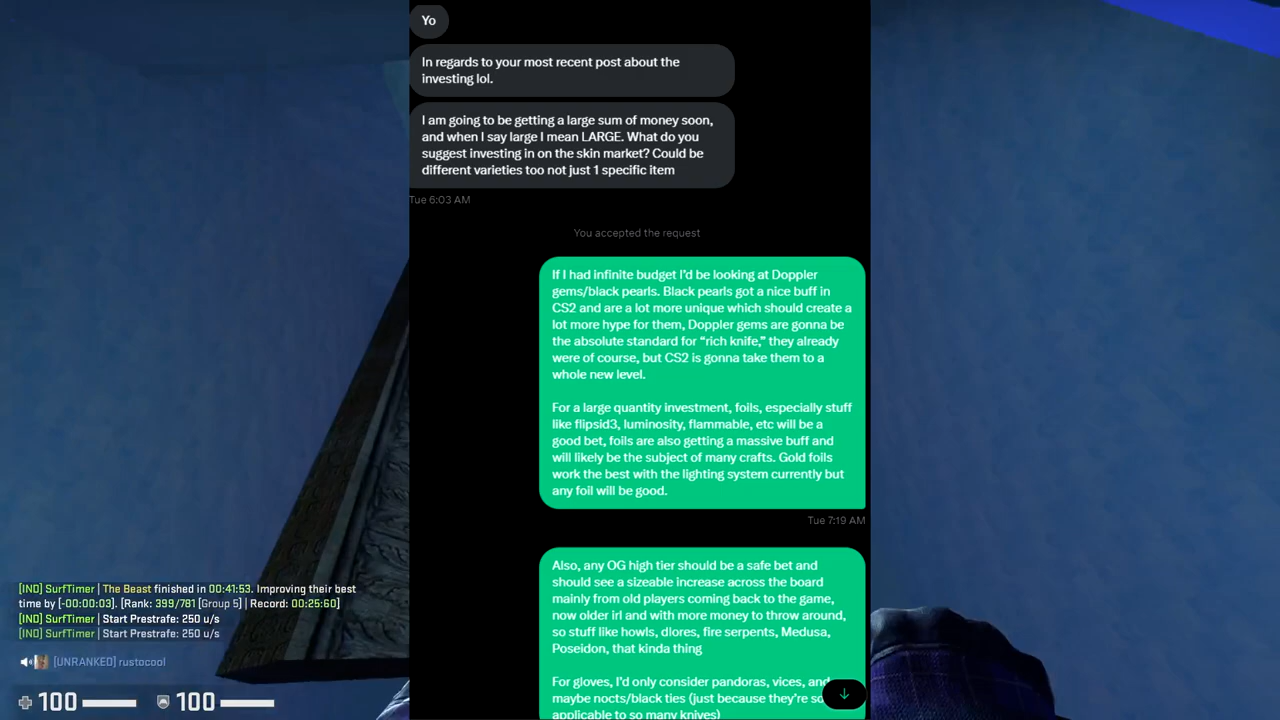 Yo
In regards to your most recent post about the
investing lol.
I am going to be getting a large sum of money soon,
and when I say large I mean LARGE. What do you
suggest investing in on the skin market? Could be
different varieties too not just 1 specific item
Tue 6:03 AM
You accepted the request
If I had infinite budget I'd be looking at Doppler
gems/black pearls. Black pearls got a nice buff in
CS2 and are a lot more unique which should create a
lot more hype for them, Doppler gems are gonna be
the absolute standard for “rich knife,” they already
were of course, but CS2 is gonna take them to a
whole new level.
For a large quantity investment, foils, especially stuff
like flipsid3, luminosity, flammable, etc will be a
good bet, foils are also getting a massive buff and
will likely be the subject of many crafts. Gold foils
work the best with the lighting system currently but
any foil will be good.
Tue 7:19 AM
Also, any OG high tier should be a safe bet and
should see a sizeable increase across the board
mainly from old players coming back to the game,
now older irl and with more money to throw around,
so stuff like howls, dlores, fire serpents, Medusa,
Poseidon, that kinda thing
For gloves, I'd only consider pandoras, vices, and
maybe nocts/black ties (just because they're so
applicable to so many knives)
[IND] SurfTimer | The Beast finished in 00:41:53. Improving their best
time by [-00:00:03]. [Rank: 399/781 [Group 5] | Record: 00:25:60]
[IND] SurfTimer | Start Prestrafe: 250 u/s
[IND] SurfTimer | Start Prestrafe: 250 u/s
[UNRANKED] rustocool
100
100